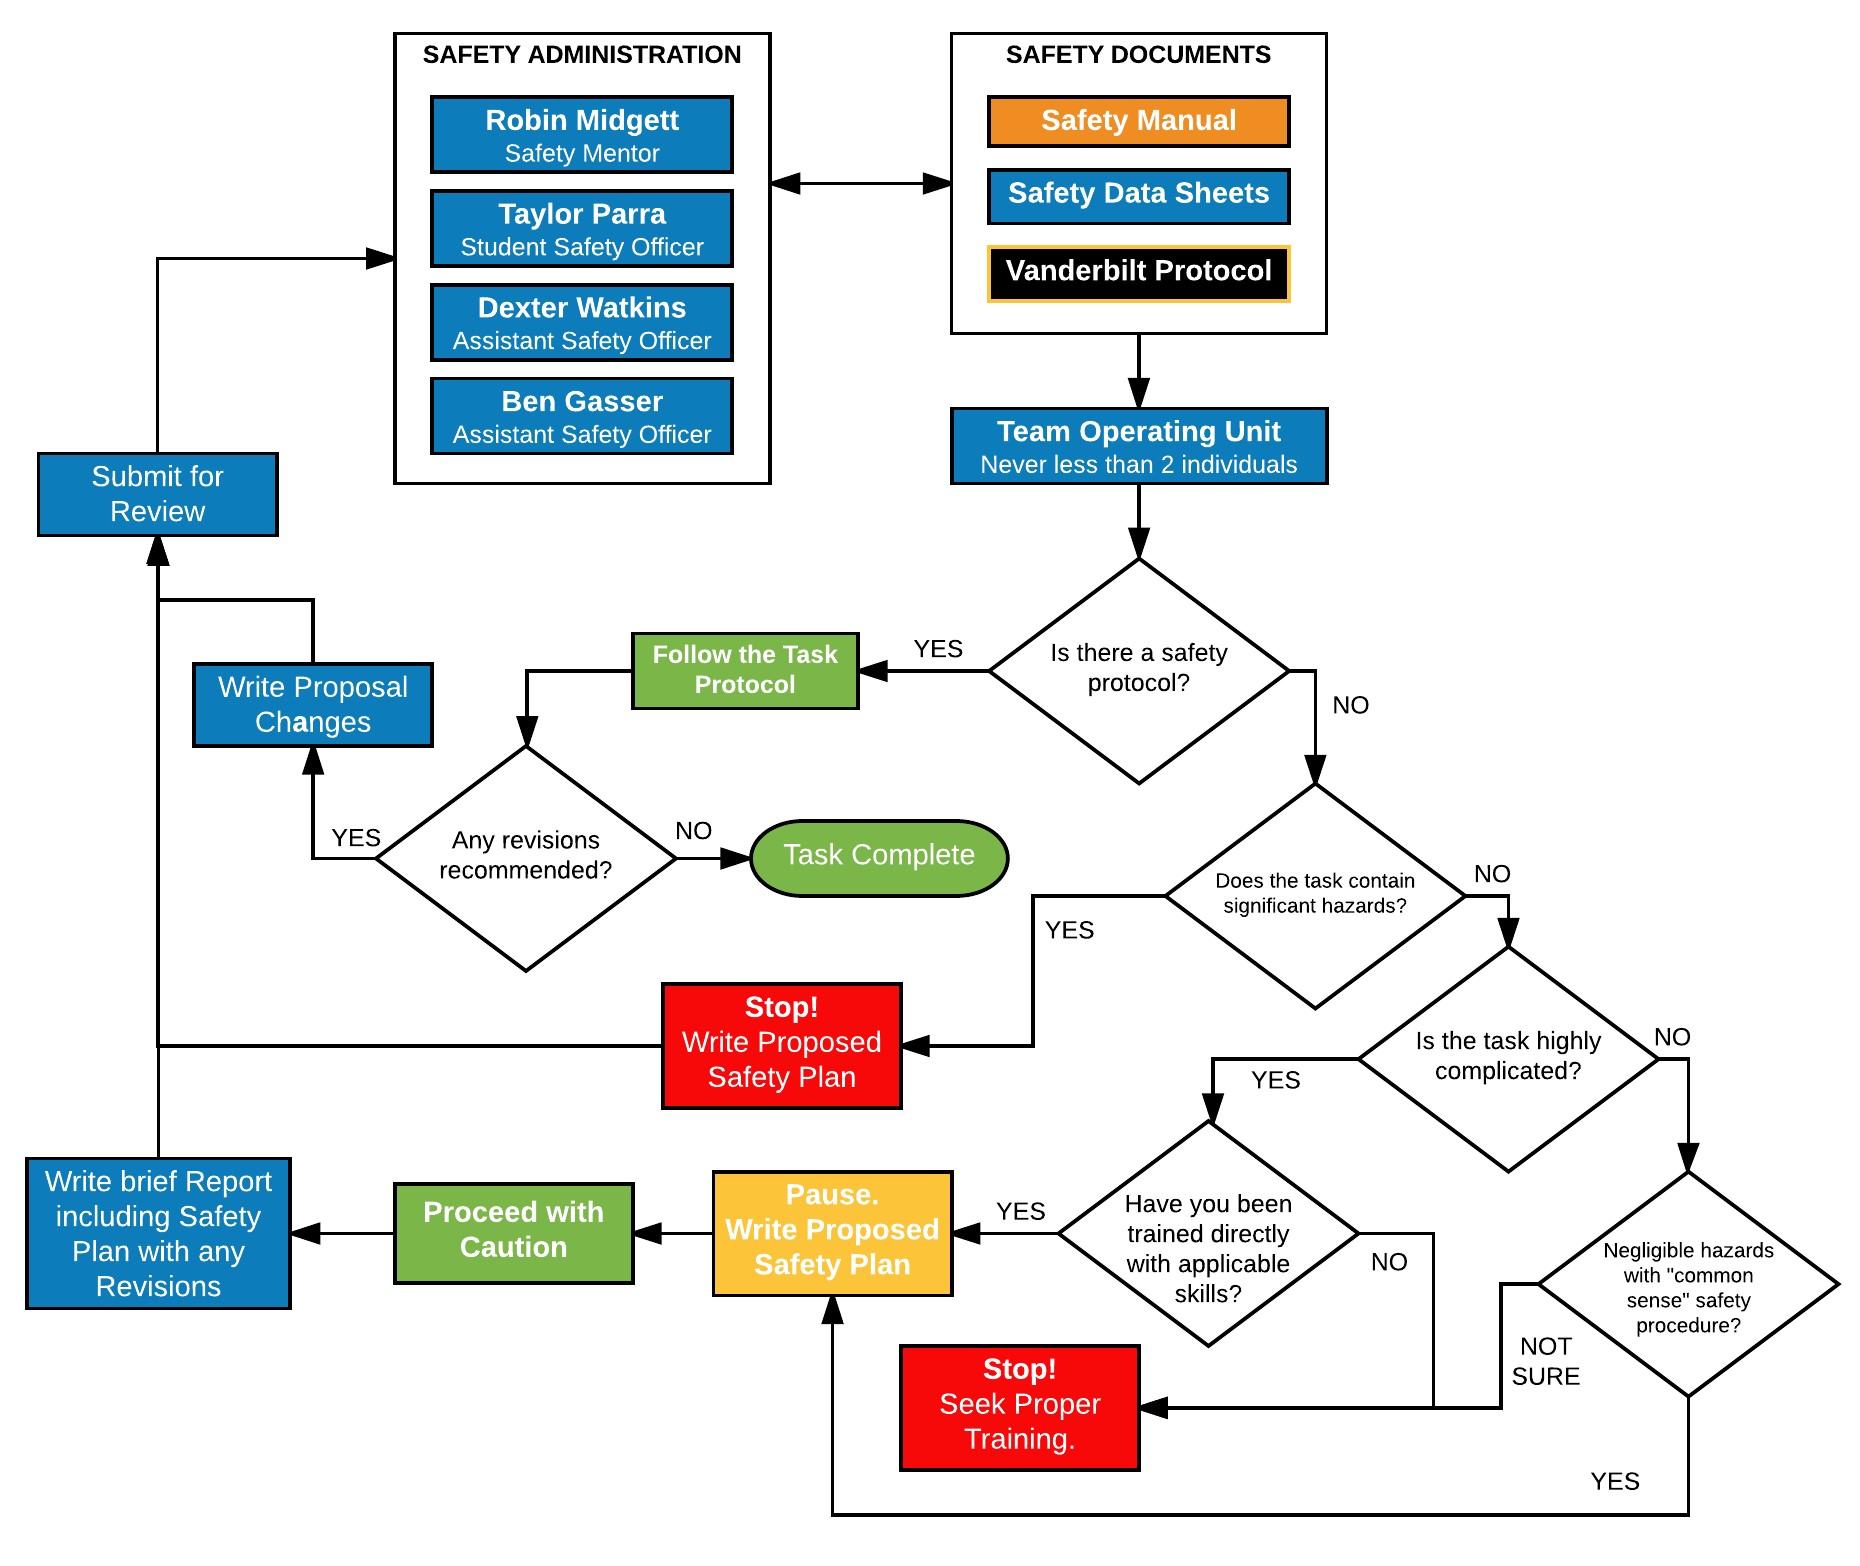 SAFETY ADMINISTRATION
Robin Midgett
Safety Mentor
Taylor Parra
Student Safety Officer
Dexter Watkins
Assistant Safety Officer
Ben Gasser
Assistant Safety Officer
SAFETY DOCUMENTS
Safety Manual
Safety Data Sheets
Vanderbilt Protocol
Team Operating Unit
Never less than 2 individuals
Submit for
Review
Is there a safety
protocol?
YES
NO
Follow the Task
Protocol
Write Proposal
Changes
Any revisions
recommended?
YES
NO
Task Complete
Does the task contain
significant hazards?
YES
NO
Stop!
Write Proposed
Safety Plan
Is the task highly
complicated?
YES
NO
Have you been
trained directly
with applicable
skills?
YES
NO
Pause.
Write Proposed
Safety Plan
Proceed with
Caution
Write brief Report
including Safety
Plan with any
Revisions
Negligible hazards
with "common
sense" safety
procedure?
NOT
SURE
YES
Stop!
Seek Proper
Training.